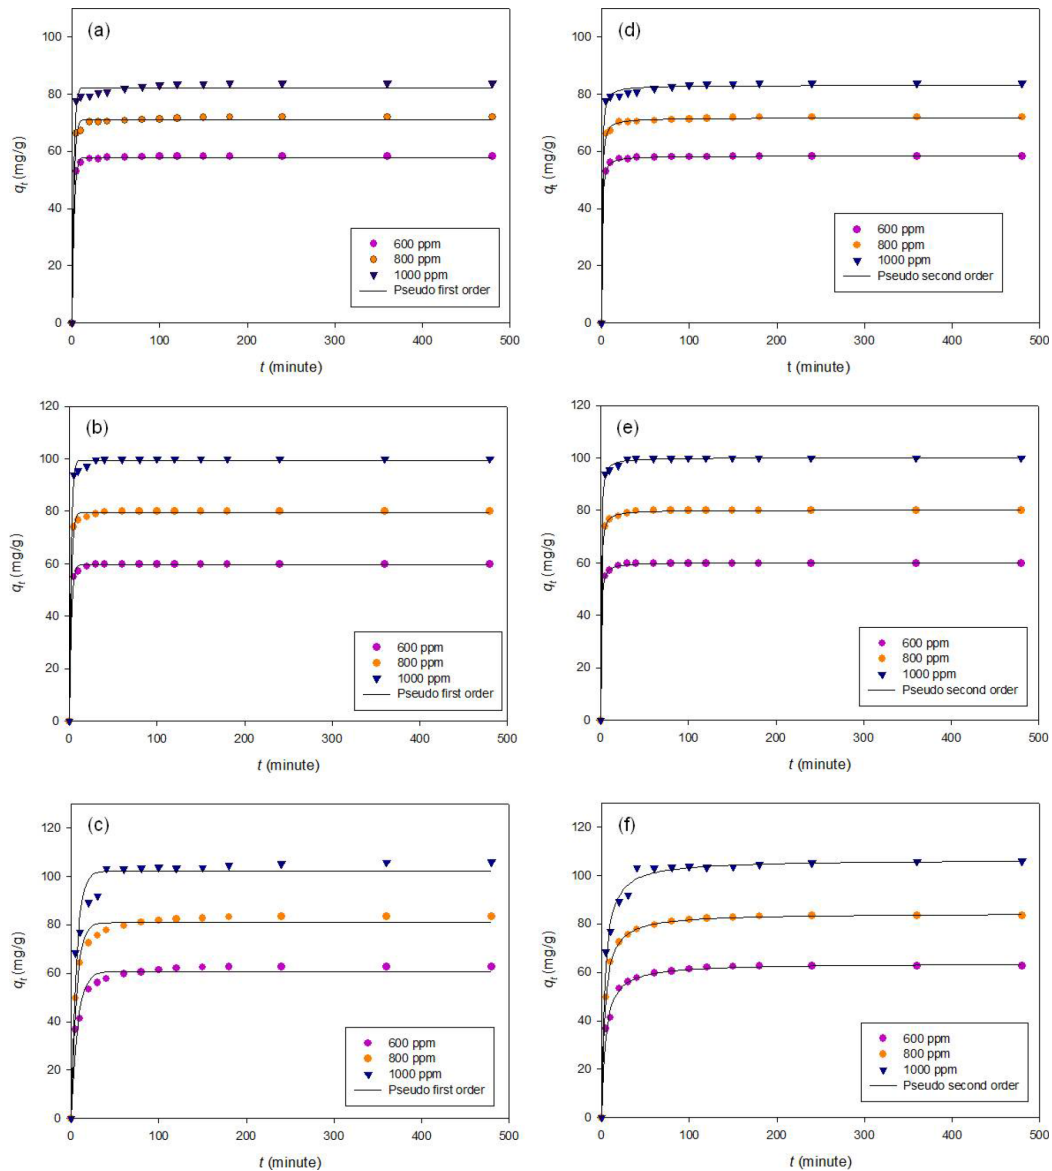 (a)
100
80
60
40
20
0
qt (mg/g)
600 ppm
800 ppm
1000 ppm
Pseudo first order
0 100 200 300 400 500
t (minute)
(d)
100
80
60
40
20
0
qt (mg/g)
600 ppm
800 ppm
1000 ppm
Pseudo second order
0 100 200 300 400 500
t (minute)
(b)
120
100
80
60
40
20
0
qt (mg/g)
600 ppm
800 ppm
1000 ppm
Pseudo first order
0 100 200 300 400 500
t (minute)
(e)
120
100
80
60
40
20
0
qt (mg/g)
600 ppm
800 ppm
1000 ppm
Pseudo second order
0 100 200 300 400 500
t (minute)
(c)
120
100
80
60
40
20
0
qt (mg/g)
600 ppm
800 ppm
1000 ppm
Pseudo first order
0 100 200 300 400 500
t (minute)
(f)
120
100
80
60
40
20
0
qt (mg/g)
600 ppm
800 ppm
1000 ppm
Pseudo second order
0 100 200 300 400 500
t (minute)